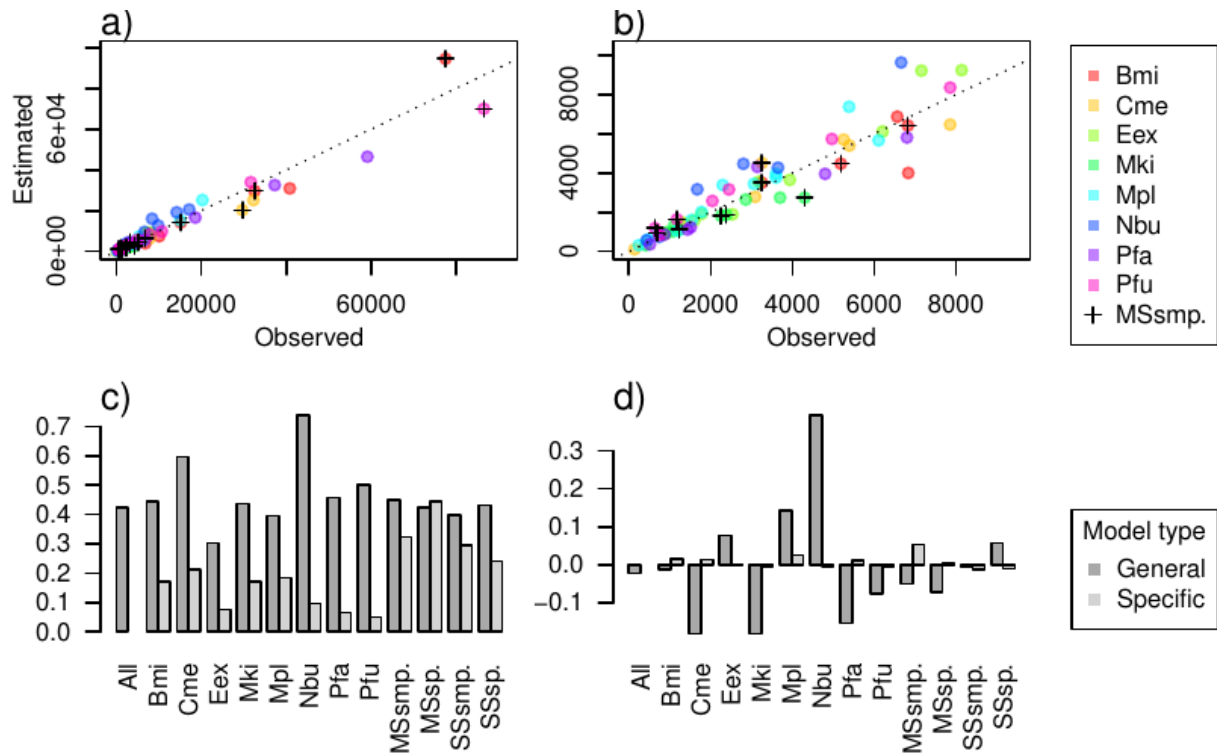 a)
Estimated
0e+00
6e+04
0
20000
60000
Observed
b)
0
4000
8000
0
2000
4000
6000
8000
Observed
Bmi
Cme
Eex
Mki
Mpl
Nbu
Pfa
Pfu
MSsmp.
c)
0.7
0.6
0.5
0.4
0.3
0.2
0.1
0.0
All
Bmi
Cme
Eex
Mki
Mpl
Nbu
Pfa
Pfu
MSsmp.
MSsp.
SSsmp.
SSsp.
d)
0.3
0.2
0.1
0.0
−0.1
All
Bmi
Cme
Eex
Mki
Mpl
Nbu
Pfa
Pfu
MSsmp.
MSsp.
SSsmp.
SSsp.
Model type
General
Specific